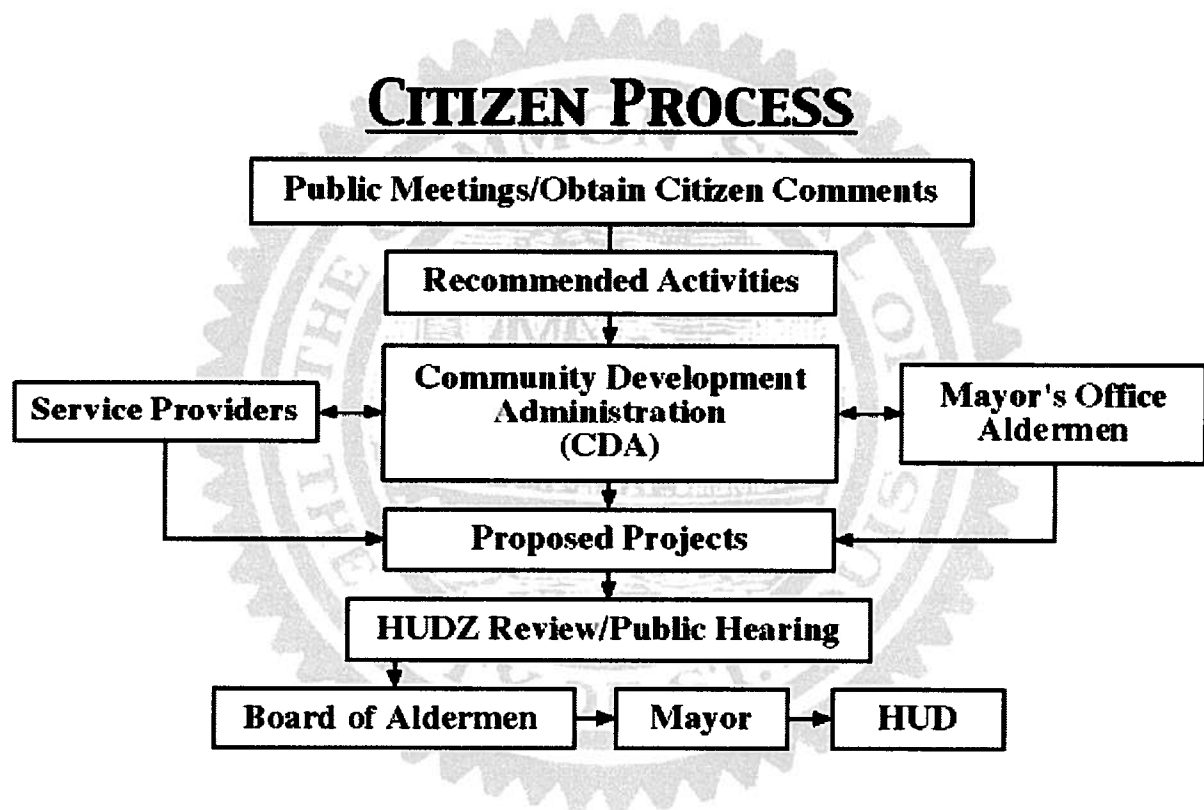 CITIZEN PROCESS
Public Meetings/Obtain Citizen Comments
Recommended Activities
Community Development
Administration
(CDA)
Service Providers
Mayor's Office
Aldermen
Proposed Projects
HUDZ Review/Public Hearing
Board of Aldermen
Mayor
HUD